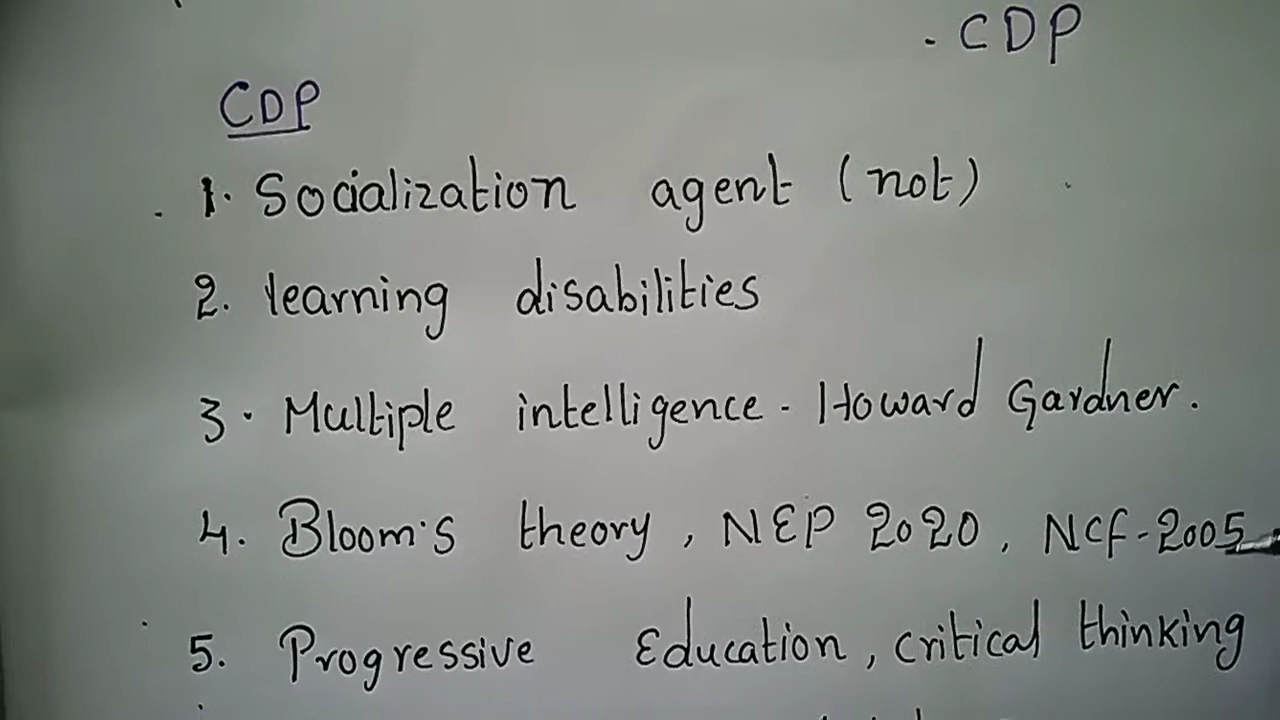 . CDP
CDP
1. Socialization agent (not)
2. learning disabilities
3. Multiple intelligence - Howard Gardner.
4. Bloom's theory, NEP 2020, NCf-2005
5. Progressive Education, critical thinking